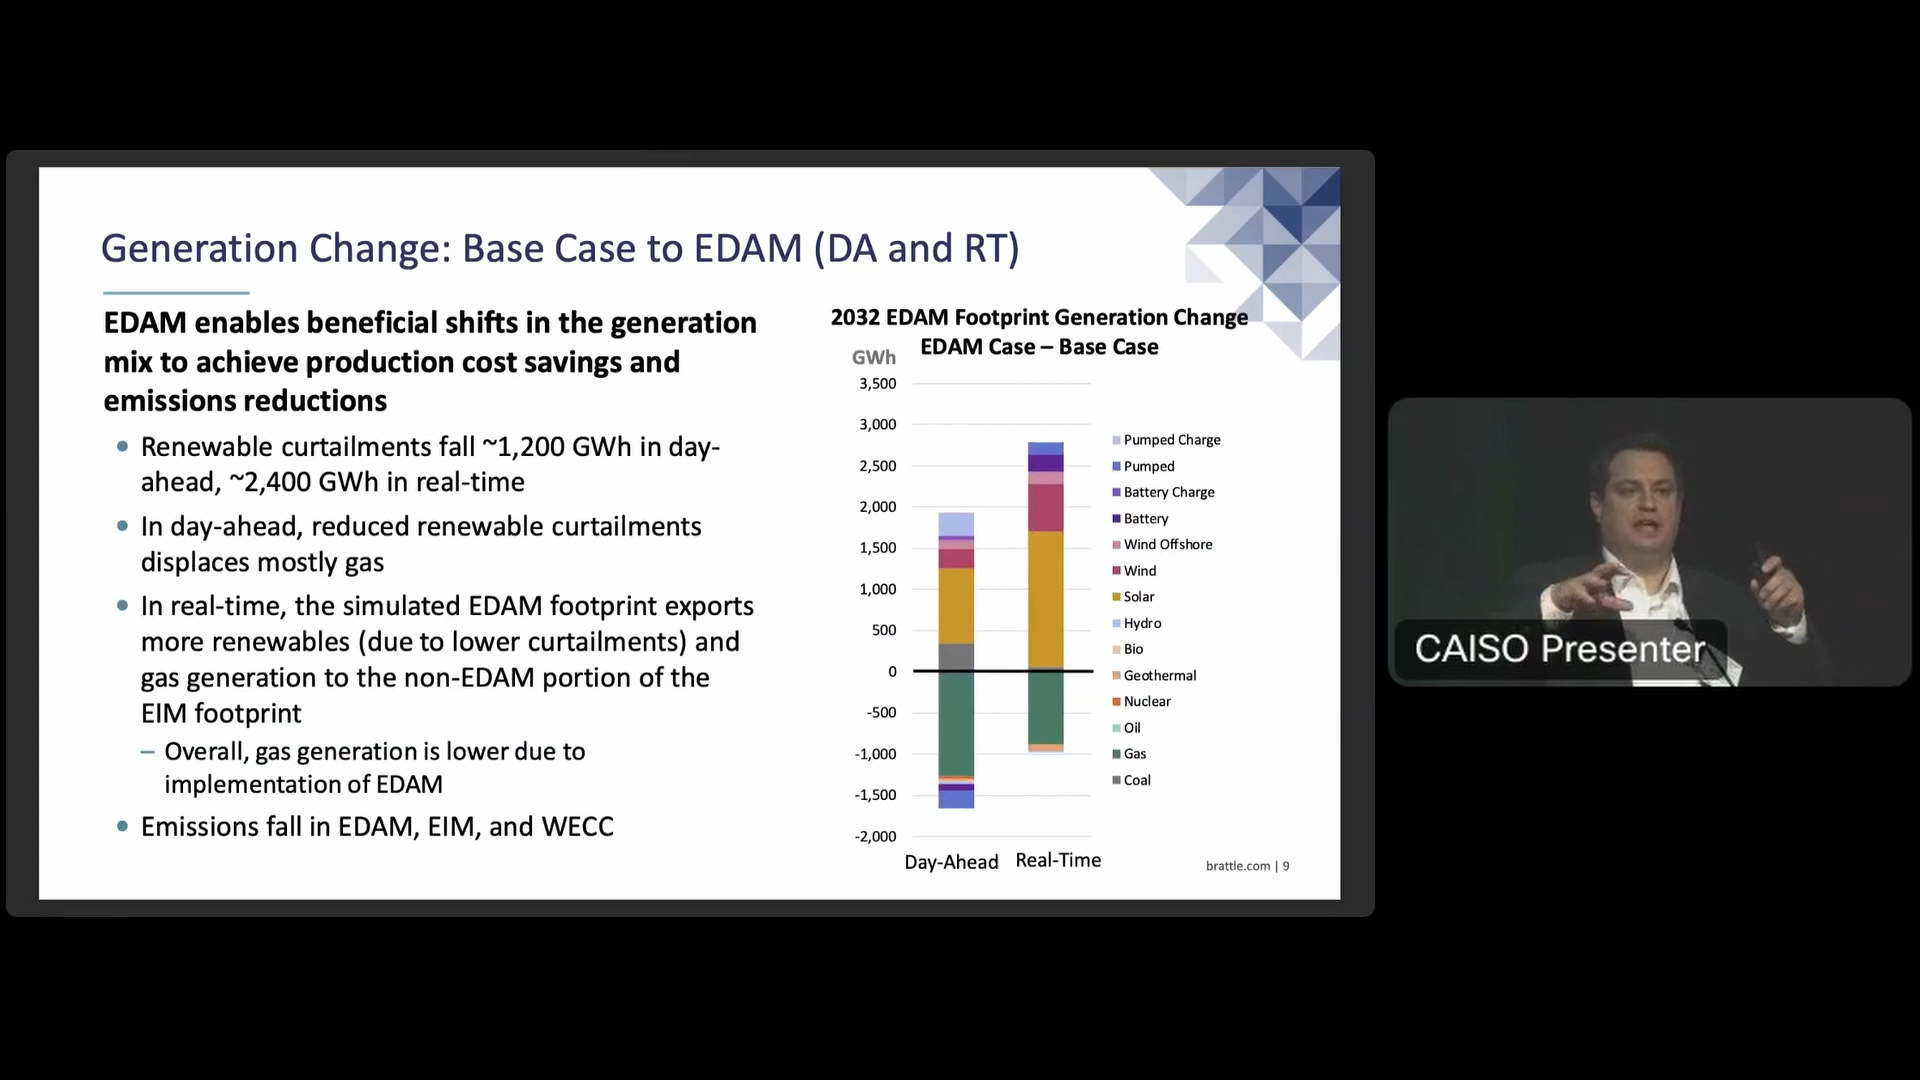 Generation Change: Base Case to EDAM (DA and RT)
EDAM enables beneficial shifts in the generation
mix to achieve production cost savings and
emissions reductions
• Renewable curtailments fall ~1,200 GWh in day-
ahead, ~2,400 GWh in real-time
• In day-ahead, reduced renewable curtailments
displaces mostly gas
• In real-time, the simulated EDAM footprint exports
more renewables (due to lower curtailments) and
gas generation to the non-EDAM portion of the
EIM footprint
– Overall, gas generation is lower due to
implementation of EDAM
• Emissions fall in EDAM, EIM, and WECC
2032 EDAM Footprint Generation Change
EDAM Case – Base Case
GWh
3,500
3,000
2,500
2,000
1,500
1,000
500
0
-500
-1,000
-1,500
-2,000
Day-Ahead
Real-Time
Pumped Charge
Pumped
Battery Charge
Battery
Wind Offshore
Wind
Solar
Hydro
Bio
Geothermal
Nuclear
Oil
Gas
Coal
brattle.com | 9
CAISO Presenter